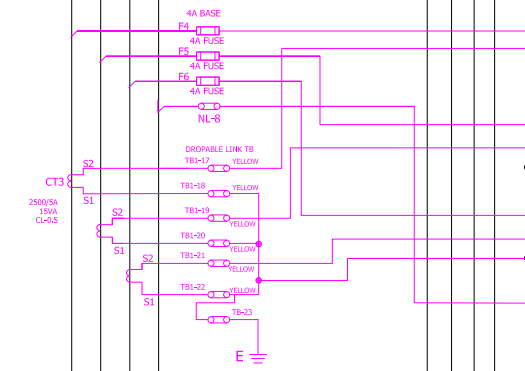 4A BASE
F4
4A FUSE
F5
4A FUSE
F6
4A FUSE
NL-8
DROPABLE LINK TB
S2
TB1-17
YELLOW
CT3
TB1-18
YELLOW
2500/5A
S1
15VA
CL-0.5
S2
TB1-19
YELLOW
TB1-20
S1
YELLOW
S2
TB1-21
YELLOW
TB1-22
YELLOW
S1
TB-23
E